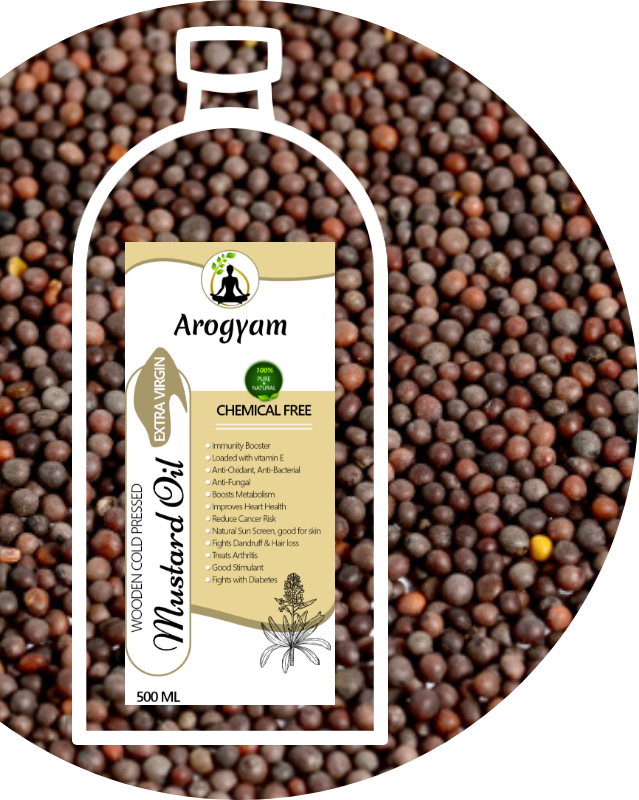 Arogyam
100%
PURE
&
NATURAL
EXTRA VIRGIN
WOODEN COLD PRESSED
Mustard Oil
CHEMICAL FREE
Immunity Booster
Loaded with vitamin E
Anti-Oxidant, Anti-Bacterial
Anti-Fungal
Boosts Metabolism
Improves Heart Health
Reduce Cancer Risk
Natural Sun Screen, good for skin
Fights Dandruff & Hair loss
Treats Arthritis
Good Stimulant
Fights with Diabetes
500 ML